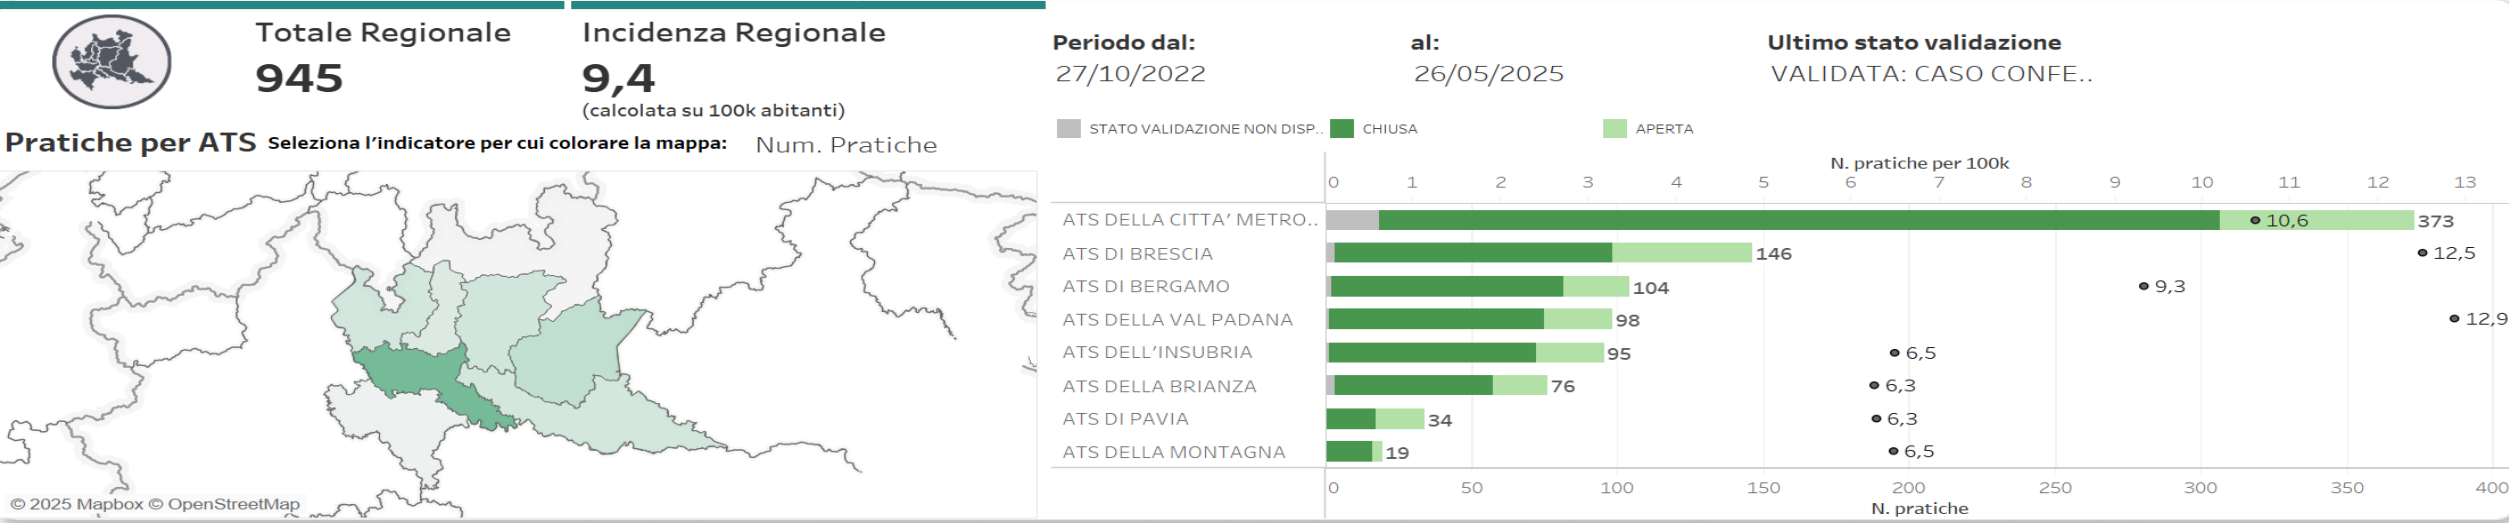 Totale Regionale
945
Incidenza Regionale
9,4
(calcolata su 100k abitanti)
Pratiche per ATS Seleziona l'indicatore per cui colorare la mappa: Num. Pratiche
© 2025 Mapbox © OpenStreetMap
Periodo dal:
27/10/2022
al:
26/05/2025
Ultimo stato validazione
VALIDATA: CASO CONFE..
STATO VALIDAZIONE NON DISP.. CHIUSA APERTA
N. pratiche per 100k
0 1 2 3 4 5 6 7 8 9 10 11 12 13
ATS DELLA CITTA' METRO.. 10,6 373
ATS DI BRESCIA 146 12,5
ATS DI BERGAMO 104 9,3
ATS DELLA VAL PADANA 98 12,9
ATS DELL'INSUBRIA 95 6,5
ATS DELLA BRIANZA 76 6,3
ATS DI PAVIA 34 6,3
ATS DELLA MONTAGNA 19 6,5
0 50 100 150 200 250 300 350 400
N. pratiche